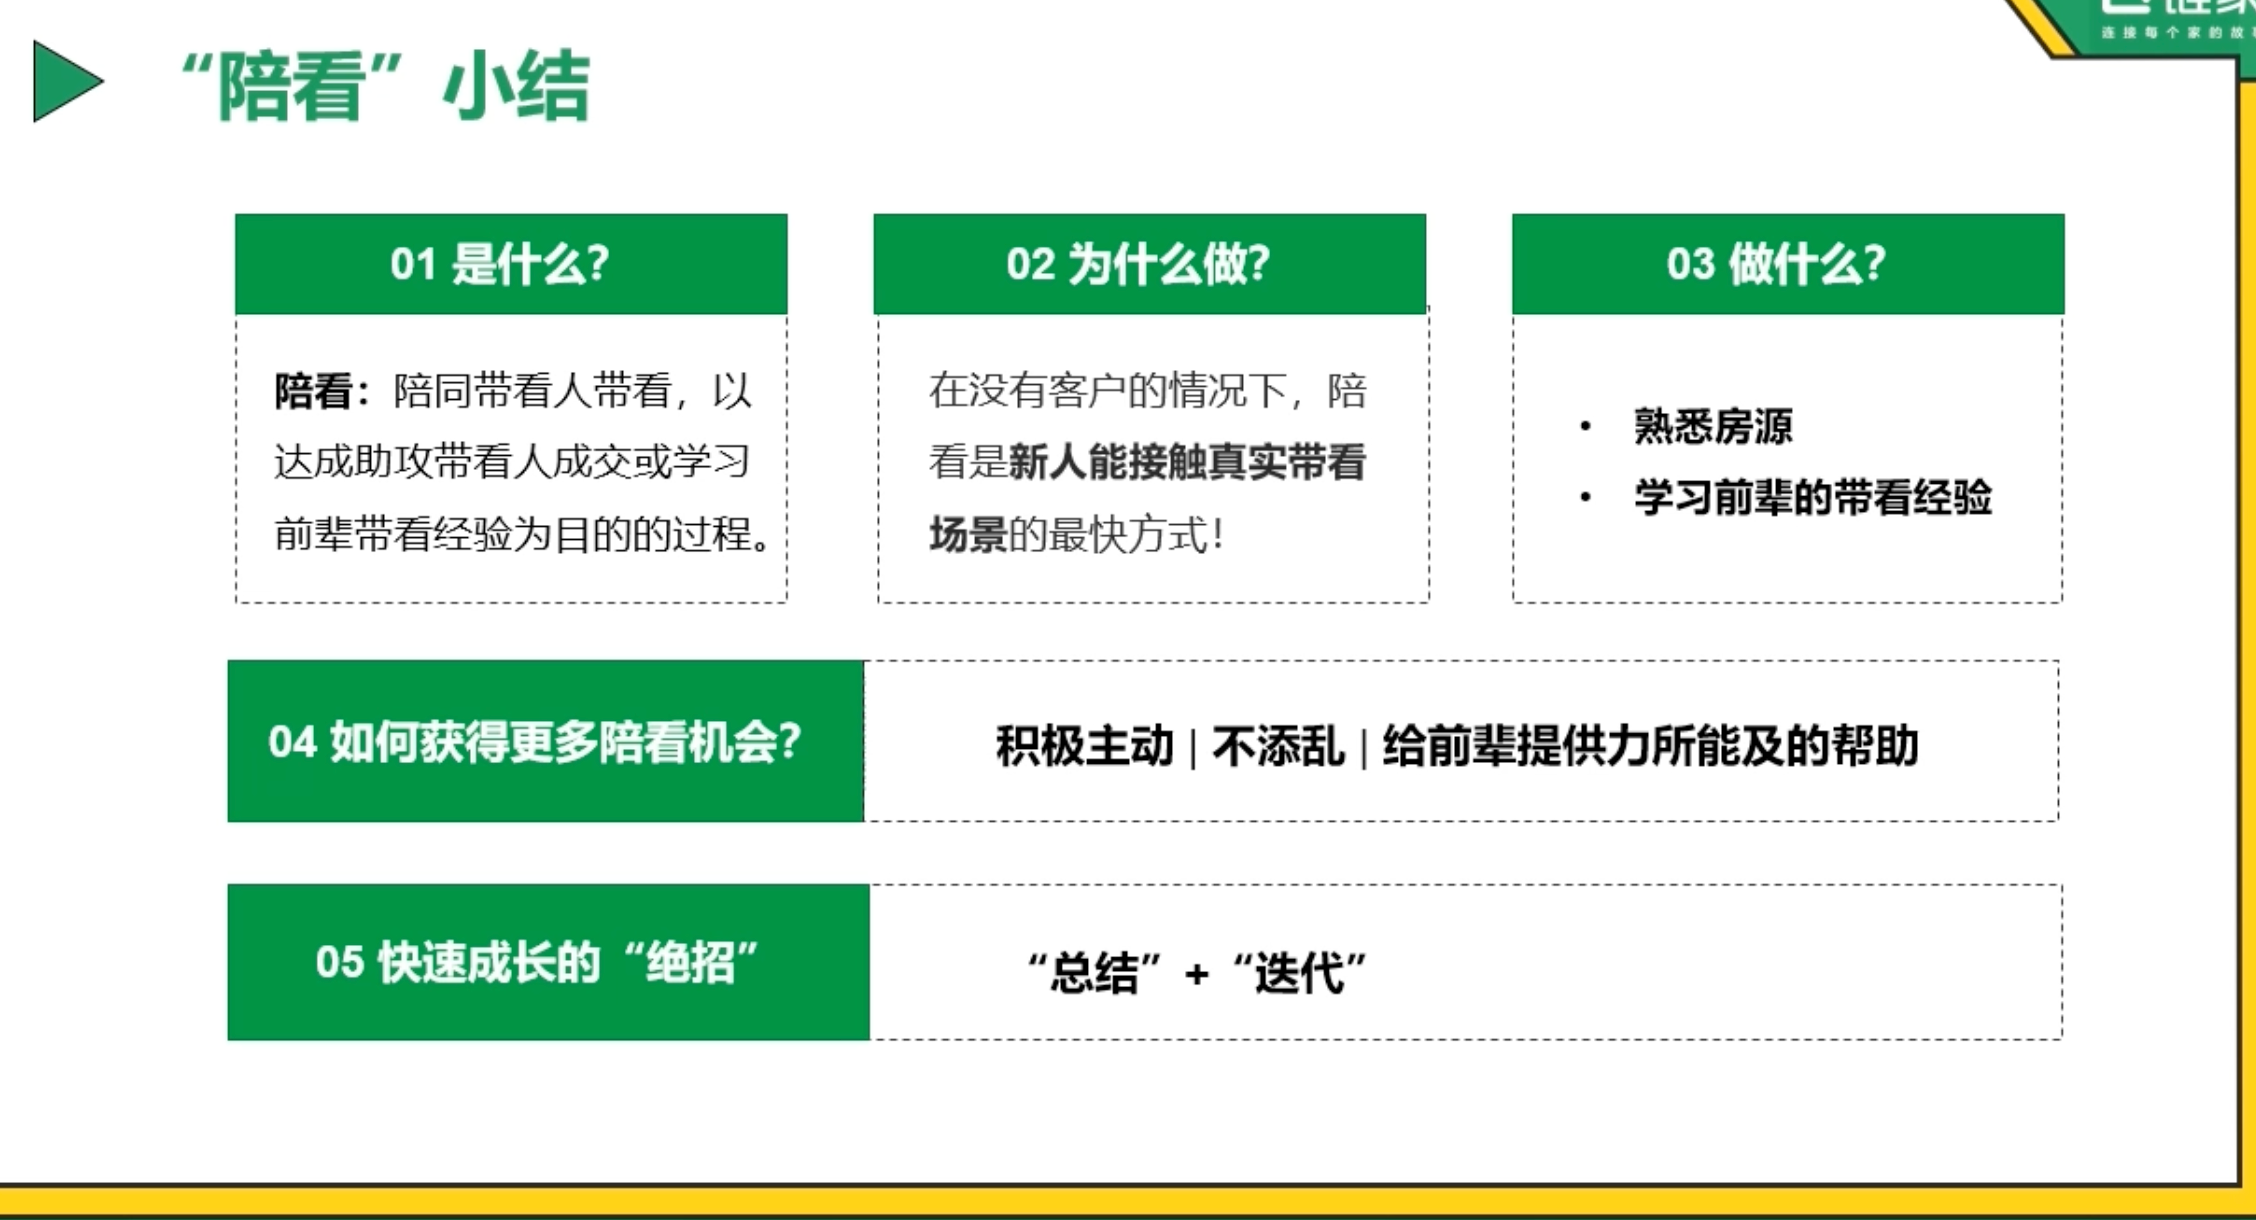 “陪看”小结
连接每个家的故
01 是什么？
陪看：陪同带看人带看，以
达成助攻带看人成交或学习
前辈带看经验为目的的过程。
02 为什么做？
在没有客户的情况下，陪
看是新人能接触真实带看
场景的最快方式！
03 做什么？
• 熟悉房源
• 学习前辈的带看经验
04 如何获得更多陪看机会？
积极主动 | 不添乱 | 给前辈提供力所能及的帮助
05 快速成长的“绝招”
“总结”+“迭代”